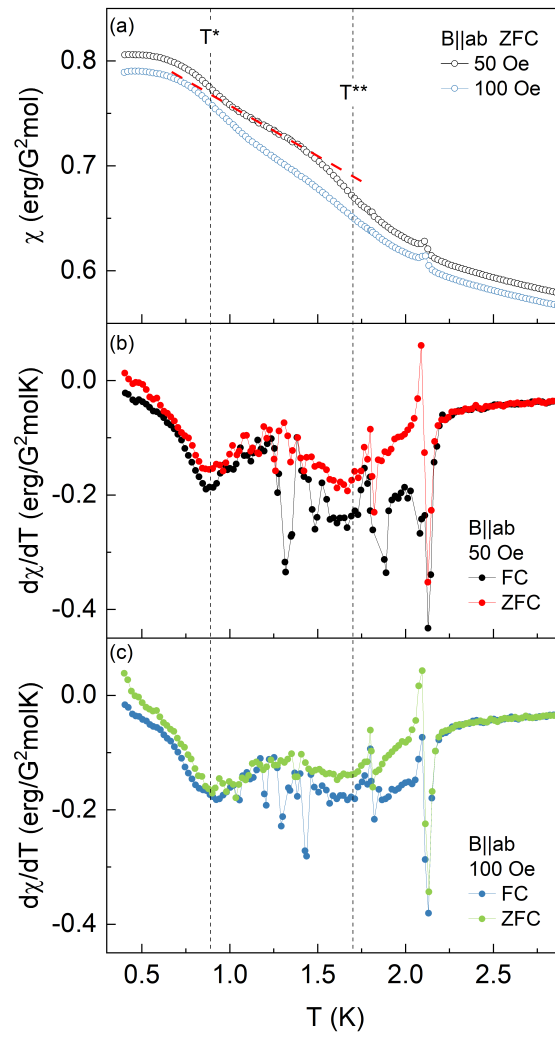 (a)
T*
T**
B||ab ZFC
50 Oe
100 Oe
0.8
0.7
0.6
χ (erg/G²mol)
(b)
0.0
-0.2
-0.4
dχ/dT (erg/G²molK)
B||ab
50 Oe
FC
ZFC
(c)
0.0
-0.2
-0.4
dχ/dT (erg/G²molK)
B||ab
100 Oe
FC
ZFC
0.5 1.0 1.5 2.0 2.5
T (K)